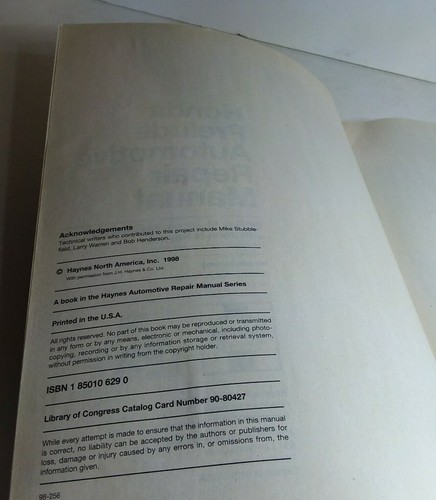 Acknowledgements
Technical writers who contributed to this project include Mike Stubble-
field, Larry Warren and Bob Henderson.
© Haynes North America, Inc. 1998
With permission from J.H. Haynes & Co. Ltd.
A book in the Haynes Automotive Repair Manual Series
Printed in the U.S.A.
All rights reserved. No part of this book may be reproduced or transmitted
in any form or by any means, electronic or mechanical, including photo-
copying, recording or by any information storage or retrieval system,
without permission in writing from the copyright holder.
ISBN 1 85010 629 0
Library of Congress Catalog Card Number 90-80427
While every attempt is made to ensure that the information in this manual
is correct, no liability can be accepted by the authors or publishers for
loss, damage or injury caused by any errors in, or omissions from, the
information given.
98-256